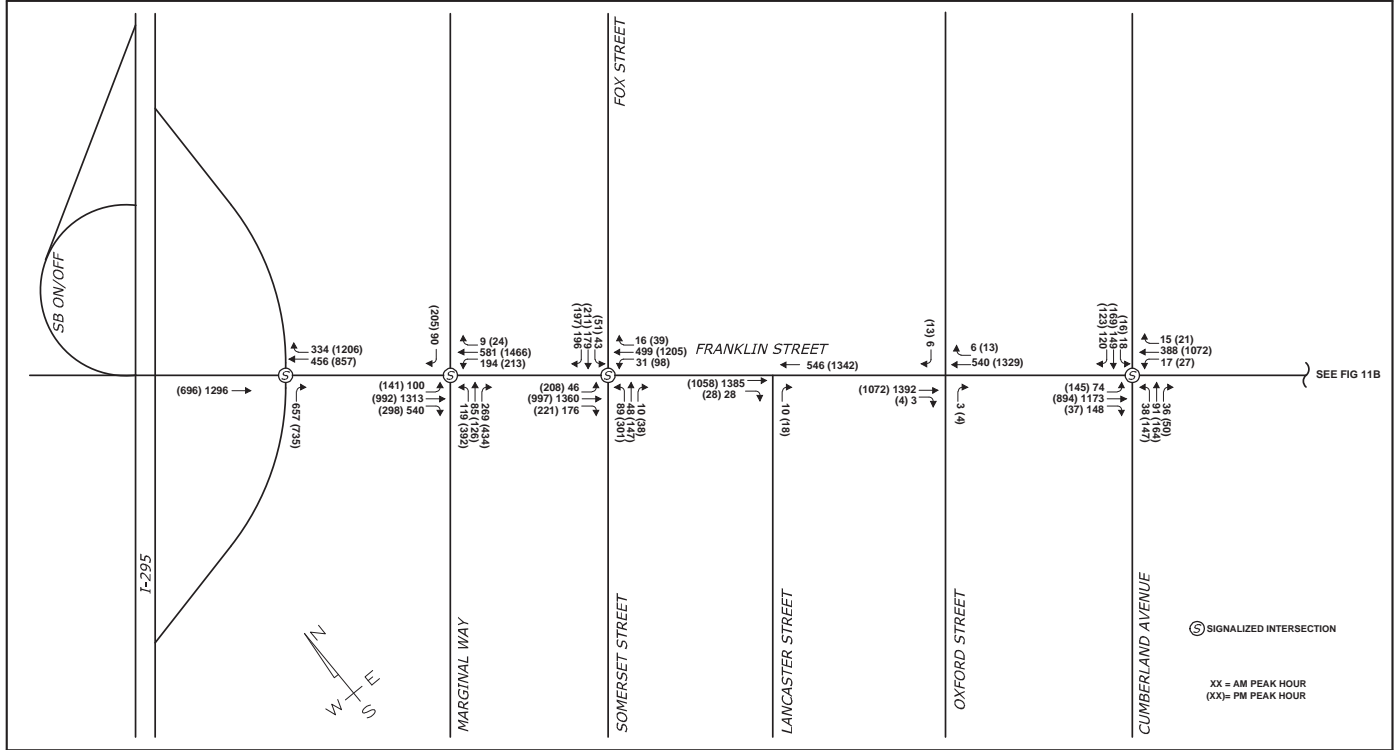 FOX STREET
SB ON/OFF
334 (1206)
456 (857)
(696) 1296
657 (735)
S
(205) 90
9 (24)
581 (1466)
194 (213)
(141) 100
(992) 1313
(298) 540
119 (392)
85 (126)
269 (434)
S
(197) 196
(211) 179
(51) 43
16 (39)
499 (1205)
31 (98)
(208) 46
(997) 1360
(221) 176
89 (301)
48 (147)
10 (38)
S
FRANKLIN STREET
546 (1342)
(1058) 1385
(28) 28
10 (18)
(13) 6
6 (13)
540 (1329)
(1072) 1392
(4) 3
3 (4)
(123) 120
(169) 149
(16) 18
15 (21)
388 (1072)
17 (27)
(145) 74
(894) 1173
(37) 148
38 (147)
91 (164)
36 (50)
S
SEE FIG 11B
I-295
MARGINAL WAY
SOMERSET STREET
LANCASTER STREET
OXFORD STREET
CUMBERLAND AVENUE
N
E
W
S
S SIGNALIZED INTERSECTION
XX = AM PEAK HOUR
(XX)= PM PEAK HOUR